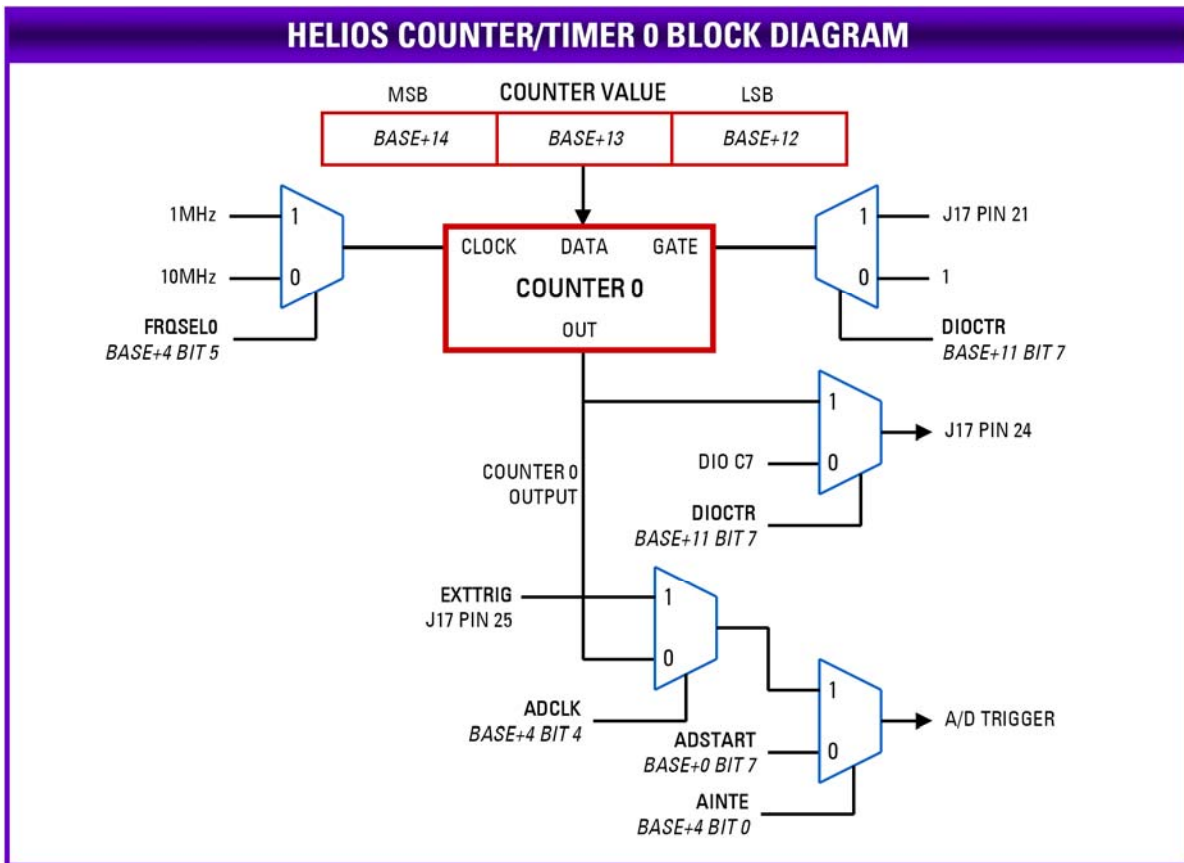 HELIOS COUNTER/TIMER 0 BLOCK DIAGRAM
MSB COUNTER VALUE LSB
BASE+14 BASE+13 BASE+12
1MHz
1
10MHz
0
FRQSEL0
BASE+4 BIT 5
CLOCK DATA GATE
COUNTER 0
OUT
1
J17 PIN 21
0
1
DIOCTR
BASE+11 BIT 7
1
J17 PIN 24
DIO C7
0
DIOCTR
BASE+11 BIT 7
COUNTER 0
OUTPUT
EXTTRIG
J17 PIN 25
1
0
ADCLK
BASE+4 BIT 4
1
A/D TRIGGER
ADSTART
BASE+0 BIT 7
0
AINTE
BASE+4 BIT 0